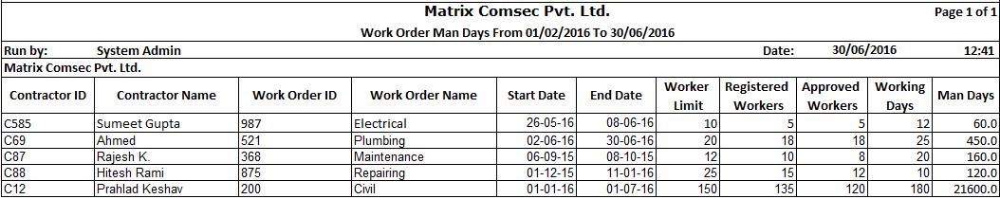 Matrix Comsec Pvt. Ltd. Page 1 of 1
Work Order Man Days From 01/02/2016 To 30/06/2016
Run by: System Admin Date: 30/06/2016 12:41
Matrix Comsec Pvt. Ltd.
Contractor ID Contractor Name Work Order ID Work Order Name Start Date End Date Worker Limit Registered Workers Approved Workers Working Days Man Days
C585 Sumeet Gupta 987 Electrical 26-05-16 08-06-16 10 5 5 12 60.0
C69 Ahmed 521 Plumbing 02-06-16 30-06-16 20 18 18 25 450.0
C87 Rajesh K. 368 Maintenance 06-09-15 08-10-15 12 10 8 20 160.0
C88 Hitesh Rami 875 Repairing 01-12-15 11-01-16 25 15 12 10 120.0
C12 Prahlad Keshav 200 Civil 01-01-16 01-07-16 150 135 120 180 21600.0